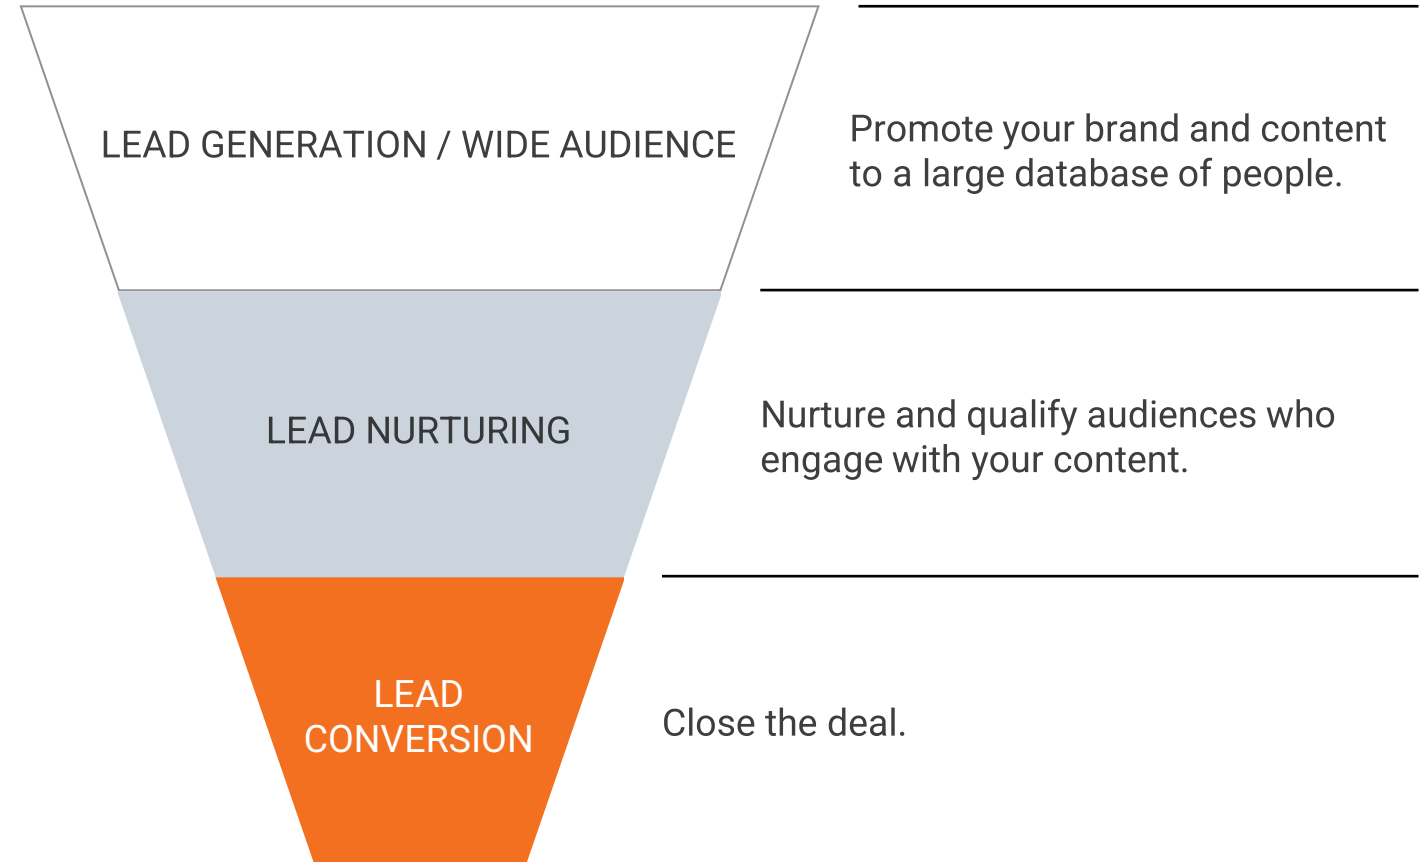 LEAD GENERATION / WIDE AUDIENCE
Promote your brand and content
to a large database of people.
LEAD NURTURING
Nurture and qualify audiences who
engage with your content.
LEAD
CONVERSION
Close the deal.